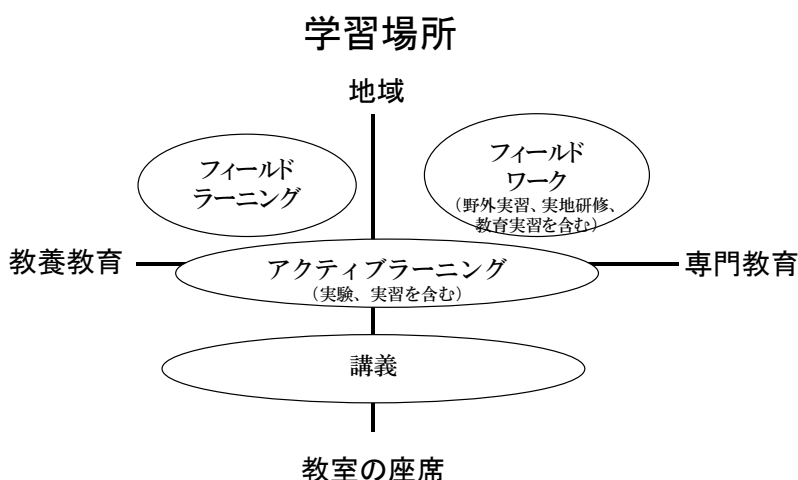 学習場所
地域
フィールド
ラーニング
フィールド
ワーク
（野外実習、実地研修、
教育実習を含む）
教養教育
アクティブラーニング
（実験、実習を含む）
専門教育
講義
教室の座席